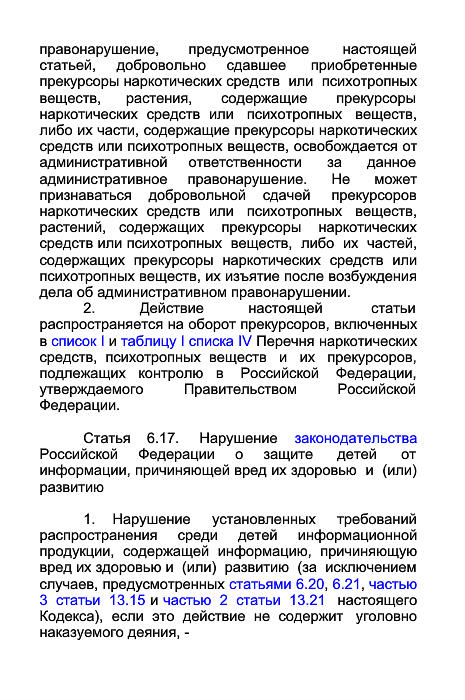 правонарушение, предусмотренное настоящей
статьей, добровольно сдавшее приобретенные
прекурсоры наркотических средств или психотропных
веществ, растения, содержащие прекурсоры
наркотических средств или психотропных веществ,
либо их части, содержащие прекурсоры наркотических
средств или психотропных веществ, освобождается от
административной ответственности за данное
административное правонарушение. Не может
признаваться добровольной сдачей прекурсоров
наркотических средств или психотропных веществ,
растений, содержащих прекурсоры наркотических
средств или психотропных веществ, либо их частей,
содержащих прекурсоры наркотических средств или
психотропных веществ, их изъятие после возбуждения
дела об административном правонарушении.
2. Действие настоящей статьи
распространяется на оборот прекурсоров, включенных
в список I и таблицу I списка IV Перечня наркотических
средств, психотропных веществ и их прекурсоров,
подлежащих контролю в Российской Федерации,
утверждаемого Правительством Российской
Федерации.
Статья 6.17. Нарушение законодательства
Российской Федерации о защите детей от
информации, причиняющей вред их здоровью и (или)
развитию
1. Нарушение установленных требований
распространения среди детей информационной
продукции, содержащей информацию, причиняющую
вред их здоровью и (или) развитию (за исключением
случаев, предусмотренных статьями 6.20, 6.21, частью
3 статьи 13.15 и частью 2 статьи 13.21 настоящего
Кодекса), если это действие не содержит уголовно
наказуемого деяния, -